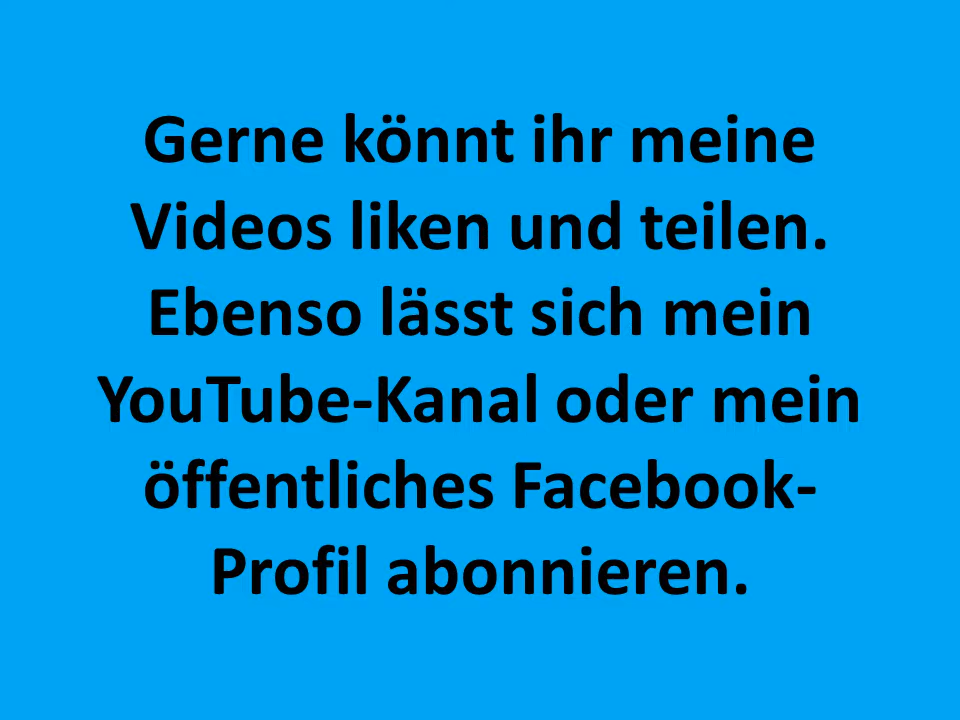 Gerne könnt ihr meine
Videos liken und teilen.
Ebenso lässt sich mein
YouTube-Kanal oder mein
öffentliches Facebook-
Profil abonnieren.